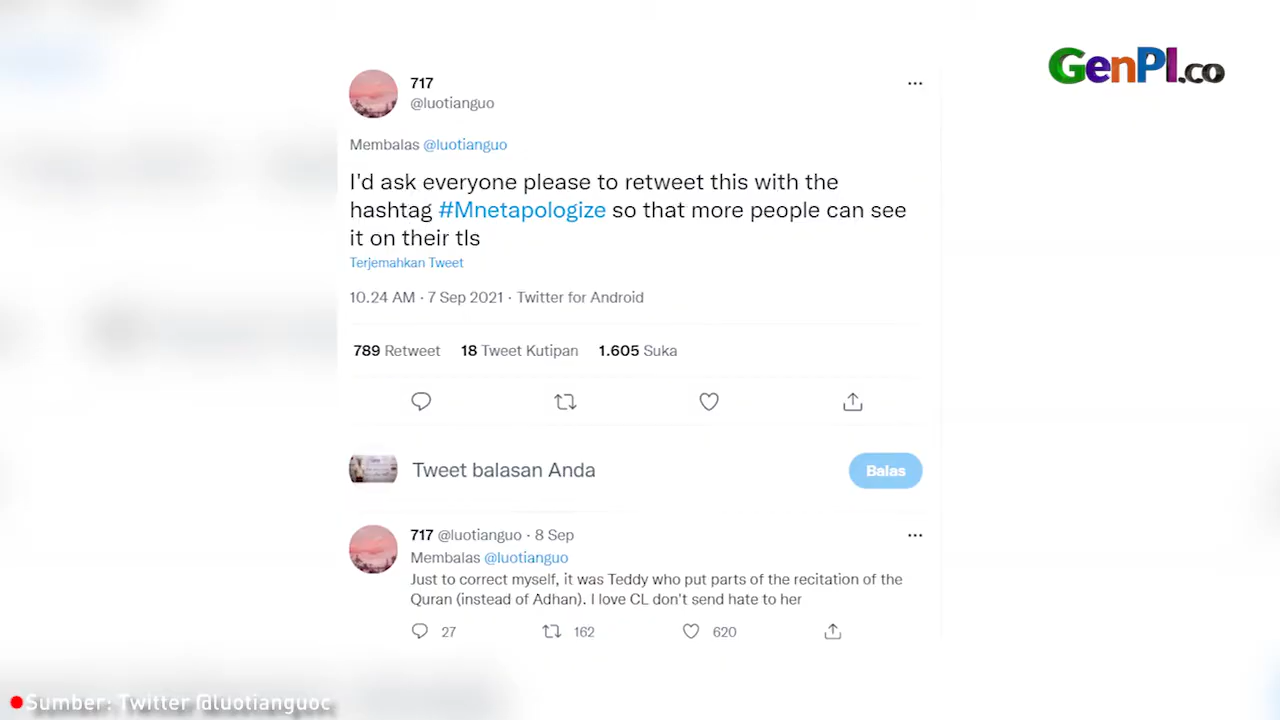 GenPI.co
717
@luotianguo
Membalas @luotianguo
I'd ask everyone please to retweet this with the
hashtag #Mnetapologize so that more people can see
it on their tls
Terjemahkan Tweet
10.24 AM · 7 Sep 2021 · Twitter for Android
789 Retweet 18 Tweet Kutipan 1.605 Suka
Tweet balasan Anda
Balas
717 @luotianguo · 8 Sep
Membalas @luotianguo
Just to correct myself, it was Teddy who put parts of the recitation of the
Quran (instead of Adhan). I love CL don't send hate to her
27 162 620
Sumber: Twitter @luotianguoc